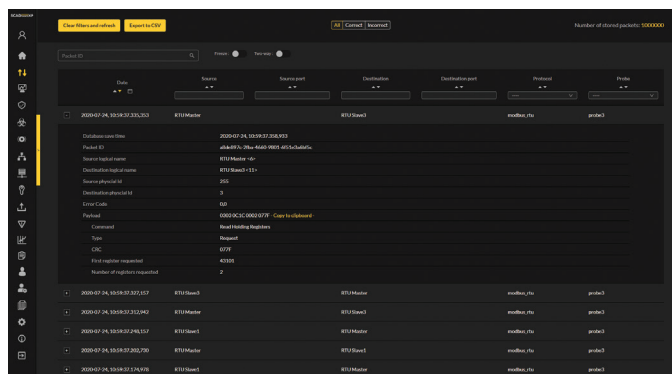 SCADVANCE XP
Clear filters and refresh
Export to CSV
All Correct Incorrect
Number of stored packets: 5000000
Packet ID
Freeze:
Two way:
Date
Source
Source port
Destination
Destination port
Protocol
Probe
2020-07-24, 10:59:37.335,353 RTU Master RTU Slave3 modbus_rtu probe3
Database save time 2020-07-24, 10:59:37.358,933
Packet ID
Source logical name RTU Master <6>
Destination logical name RTU Slave3 <11>
Source physcial Id 255
Destination physcial Id 3
Error Code 0,0
Payload 0303 0C1C 0002 077F - Copy to clipboard -
Command Read Holding Registers
Type Request
CRC 077F
First register requested 43101
Number of registers requested 2
2020-07-24, 10:59:37.327,157 RTU Slave3 RTU Master modbus_rtu probe3
2020-07-24, 10:59:37.312,942 RTU Master RTU Slave3 modbus_rtu probe3
2020-07-24, 10:59:37.248,157 RTU Slave1 RTU Master modbus_rtu probe3
2020-07-24, 10:59:37.202,730 RTU Master RTU Slave1 modbus_rtu probe3
2020-07-24, 10:59:37.174,978 RTU Slave1 RTU Master modbus_rtu probe3